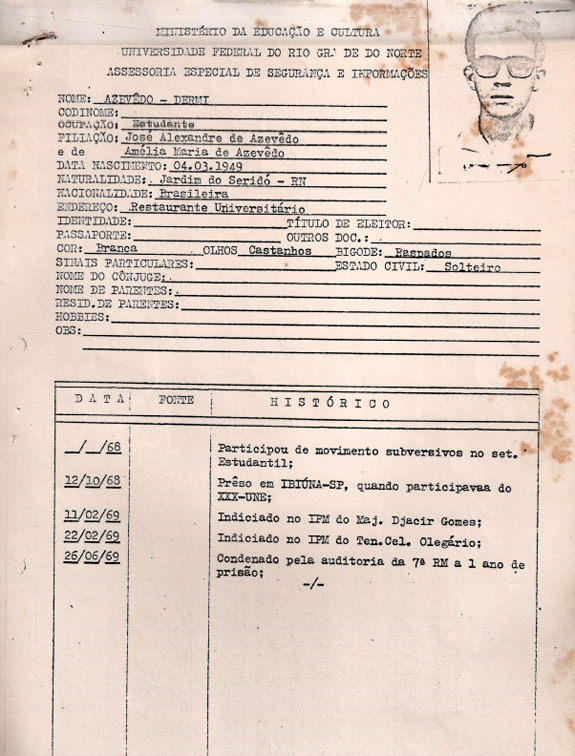 MINISTÉRIO DA EDUCAÇÃO E CULTURA
UNIVERSIDADE FEDERAL DO RIO GRANDE DO NORTE
ASSESSORIA ESPECIAL DE SEGURANÇA E INFORMAÇÕES
NOME: AZEVÊDO - DERMI
CODINOME:
OCUPAÇÃO: Estudante
FILIAÇÃO: José Alexandre de Azevêdo
e de Amélia Maria de Azevêdo
DATA NASCIMENTO: 04.03.1949
NATURALIDADE: Jardim do Seridó - RN
NACIONALIDADE: Brasileira
ENDEREÇO: Restaurante Universitário
IDENTIDADE: TÍTULO DE ELEITOR:
PASSAPORTE: OUTROS DOC.:
COR: Branca OLHOS Castanhos BIGODE: Raspados
SINAIS PARTICULARES: ESTADO CIVIL: Solteiro
NOME DO CÔNJUGE:
NOME DE PARENTES:
RESID. DE PARENTES:
HOBBIES:
OBS:
DATA FONTE HISTÓRICO
__/__/68 Participou de movimento subversivos no set.
Estudantil;
12/10/68 Prêso em IBIÚNA-SP, quando participavaa do
XXX-UNE;
11/02/69 Indiciado no IPM do Maj. Djacir Gomes;
22/02/69 Indiciado no IPM do Ten.Cel. Olegário;
26/06/69 Condenado pela auditoria da 7ª RM a 1 ano de
prisão;
-/-